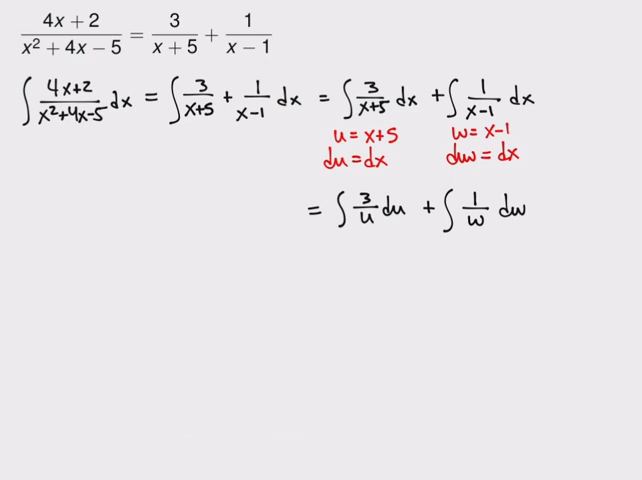 (4x + 2)/(x² + 4x − 5) = 3/(x + 5) + 1/(x − 1)
∫ (4x+2)/(x²+4x−5) dx = ∫ 3/(x+5) + 1/(x−1) dx = ∫ 3/(x+5) dx + ∫ 1/(x−1) dx
u = x+5 w = x−1
du = dx dw = dx
= ∫ 3/u du + ∫ 1/w dw